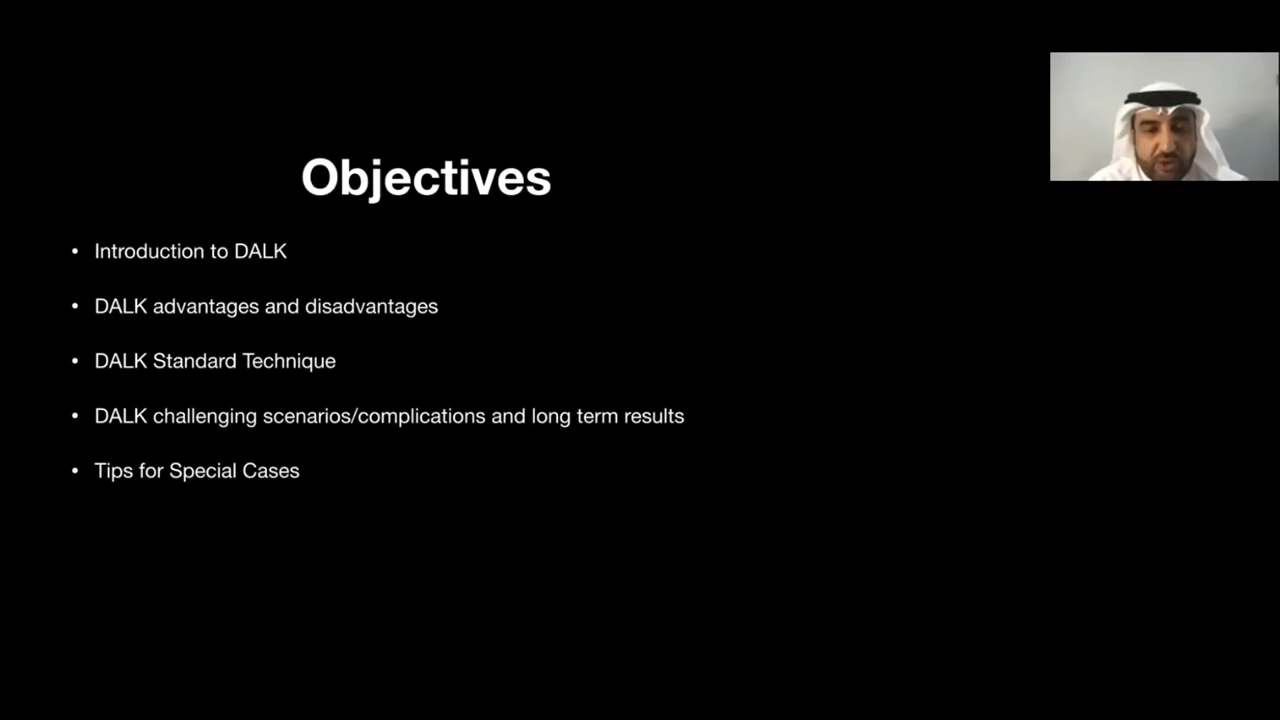 Objectives
• Introduction to DALK
• DALK advantages and disadvantages
• DALK Standard Technique
• DALK challenging scenarios/complications and long term results
• Tips for Special Cases